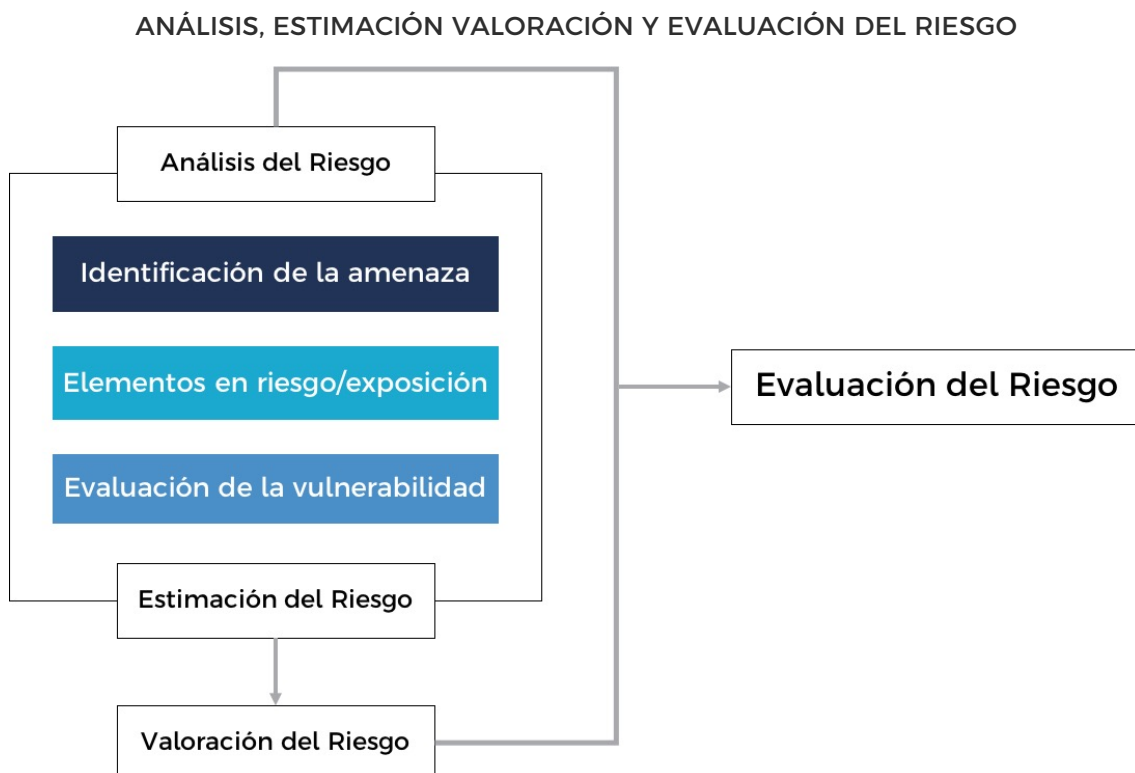 ANÁLISIS, ESTIMACIÓN VALORACIÓN Y EVALUACIÓN DEL RIESGO
Análisis del Riesgo
Identificación de la amenaza
Elementos en riesgo/exposición
Evaluación de la vulnerabilidad
Estimación del Riesgo
Valoración del Riesgo
Evaluación del Riesgo